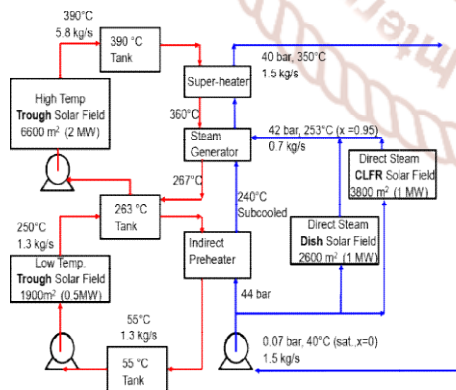 390°C
5.8 kg/s
390 °C
Tank
40 bar, 350°C
1.5 kg/s
Super-heater
High Temp
Trough Solar Field
6600 m² (2 MW)
360°C
Steam
Generator
42 bar, 253°C (x =0.95)
0.7 kg/s
Direct Steam
CLFR Solar Field
3800 m² (1 MW)
267°C
250°C
1.3 kg/s
263 °C
Tank
240°C
Subcooled
Direct Steam
Dish Solar Field
2600 m² (1 MW)
Indirect
Preheater
Low Temp.
Trough Solar Field
1900m² (0.5MW)
44 bar
55°C
1.3 kg/s
55 °C
Tank
0.07 bar, 40°C (sat.,x=0)
1.5 kg/s
Intern